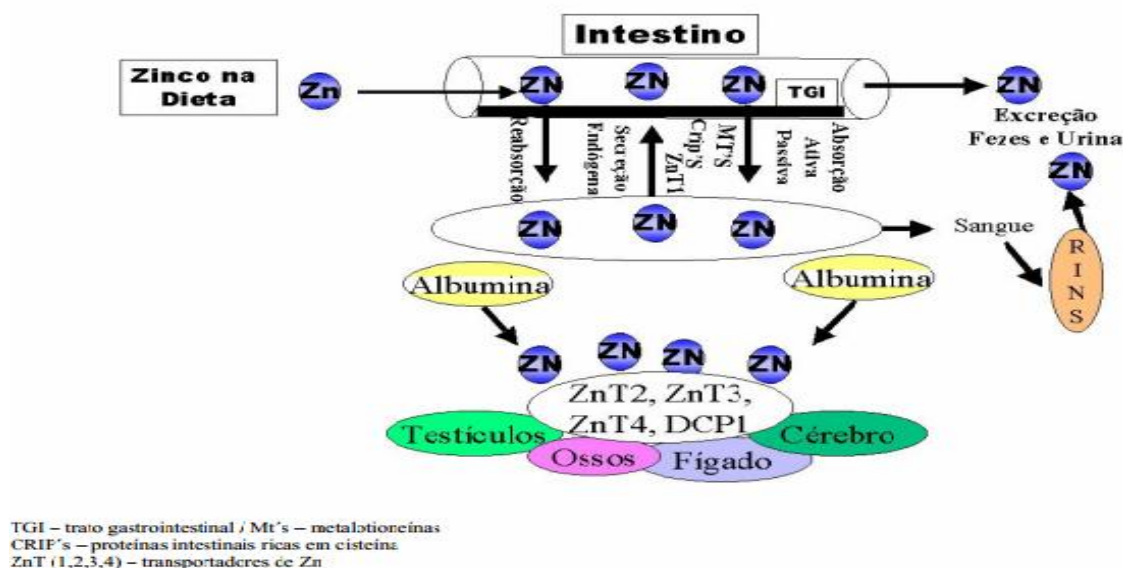 Intestino
Zinco na
Dieta
Zn
ZN
ZN
ZN
TGI
ZN
Excreção
Fezes e Urina
ZN
Reabsorção
Secreção
Endógena
ZnT1
Crip'S
MT'S
Passiva
Ativa
Absorção
ZN
ZN
ZN
Sangue
RINS
Albumina
Albumina
ZN
ZN
ZN
ZN
ZnT2, ZnT3,
ZnT4, DCP1
Testículos
Cérebro
Ossos
Fígado
TGI – trato gastrointestinal / Mt's – metalotioneínas
CRIP's – proteínas intestinais ricas em cisteína
ZnT (1,2,3,4) – transportadores de Zn